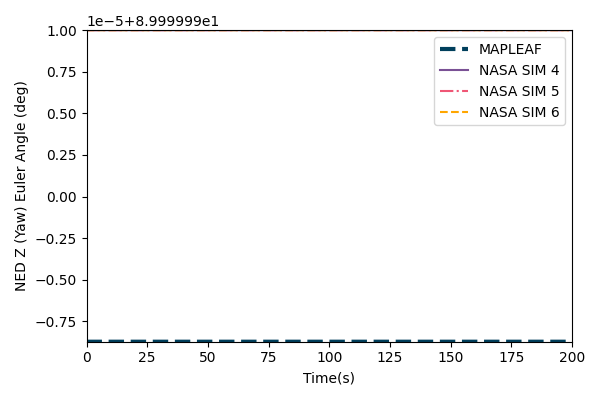 1e−5+8.999999e1
1.00
0.75
0.50
0.25
0.00
−0.25
−0.50
−0.75
NED Z (Yaw) Euler Angle (deg)
MAPLEAF
NASA SIM 4
NASA SIM 5
NASA SIM 6
0 25 50 75 100 125 150 175 200
Time(s)